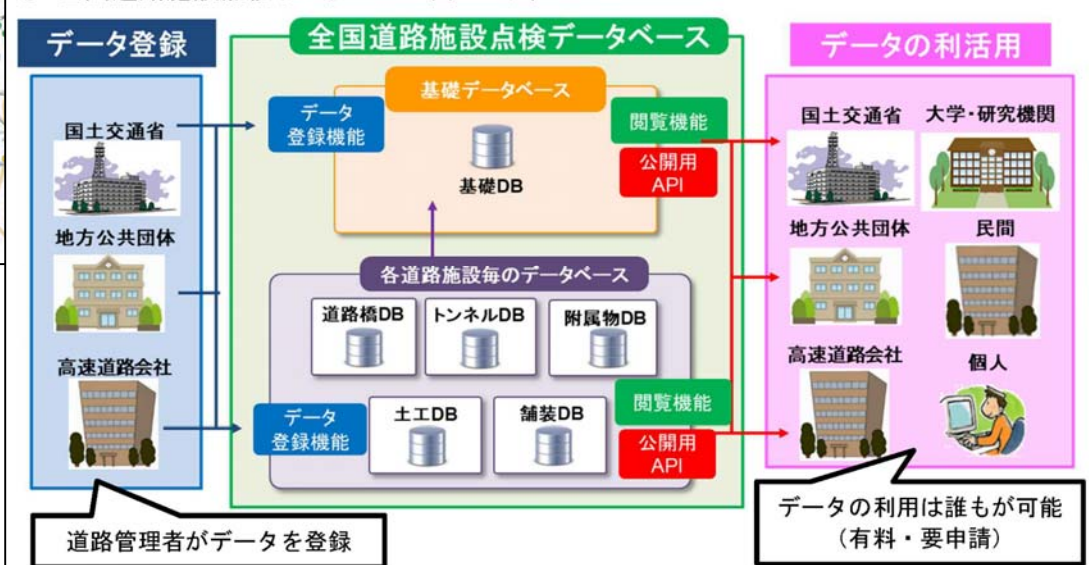 データ登録
国土交通省
地方公共団体
高速道路会社
道路管理者がデータを登録
全国道路施設点検データベース
基礎データベース
データ
登録機能
基礎DB
閲覧機能
公開用
API
各道路施設毎のデータベース
道路橋DB
トンネルDB
附属物DB
データ
登録機能
土工DB
舗装DB
閲覧機能
公開用
API
データの利活用
国土交通省
大学・研究機関
地方公共団体
民間
高速道路会社
個人
データの利用は誰もが可能
(有料・要申請)